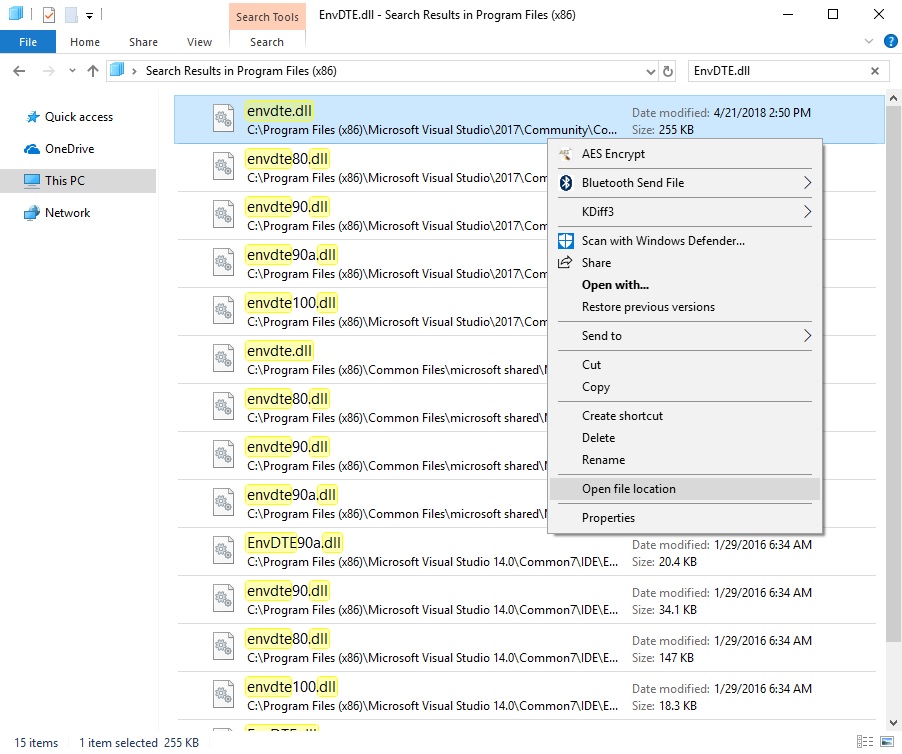 Search Tools
EnvDTE.dll - Search Results in Program Files (x86)
File
Home
Share
View
Search
Search Results in Program Files (x86)
EnvDTE.dll
Quick access
OneDrive
This PC
Network
envdte.dll
C:\Program Files (x86)\Microsoft Visual Studio\2017\Community\Co...
Date modified: 4/21/2018 2:50 PM
Size: 255 KB
envdte80.dll
C:\Program Files (x86)\Microsoft Visual Studio\2017\Com
envdte90.dll
C:\Program Files (x86)\Microsoft Visual Studio\2017\Com
envdte90a.dll
C:\Program Files (x86)\Microsoft Visual Studio\2017\Com
envdte100.dll
C:\Program Files (x86)\Microsoft Visual Studio\2017\Com
envdte.dll
C:\Program Files (x86)\Common Files\microsoft shared\
envdte80.dll
C:\Program Files (x86)\Common Files\microsoft shared\
envdte90.dll
C:\Program Files (x86)\Common Files\microsoft shared\
envdte90a.dll
C:\Program Files (x86)\Common Files\microsoft shared\
AES Encrypt
Bluetooth Send File
KDiff3
Scan with Windows Defender...
Share
Open with...
Restore previous versions
Send to
Cut
Copy
Create shortcut
Delete
Rename
Open file location
Properties
EnvDTE90a.dll
C:\Program Files (x86)\Microsoft Visual Studio 14.0\Common7\IDE\E...
Date modified: 1/29/2016 6:34 AM
Size: 20.4 KB
envdte90.dll
C:\Program Files (x86)\Microsoft Visual Studio 14.0\Common7\IDE\E...
Date modified: 1/29/2016 6:34 AM
Size: 34.1 KB
envdte80.dll
C:\Program Files (x86)\Microsoft Visual Studio 14.0\Common7\IDE\E...
Date modified: 1/29/2016 6:34 AM
Size: 147 KB
envdte100.dll
C:\Program Files (x86)\Microsoft Visual Studio 14.0\Common7\IDE\E...
Date modified: 1/29/2016 6:34 AM
Size: 18.3 KB
15 items
1 item selected 255 KB